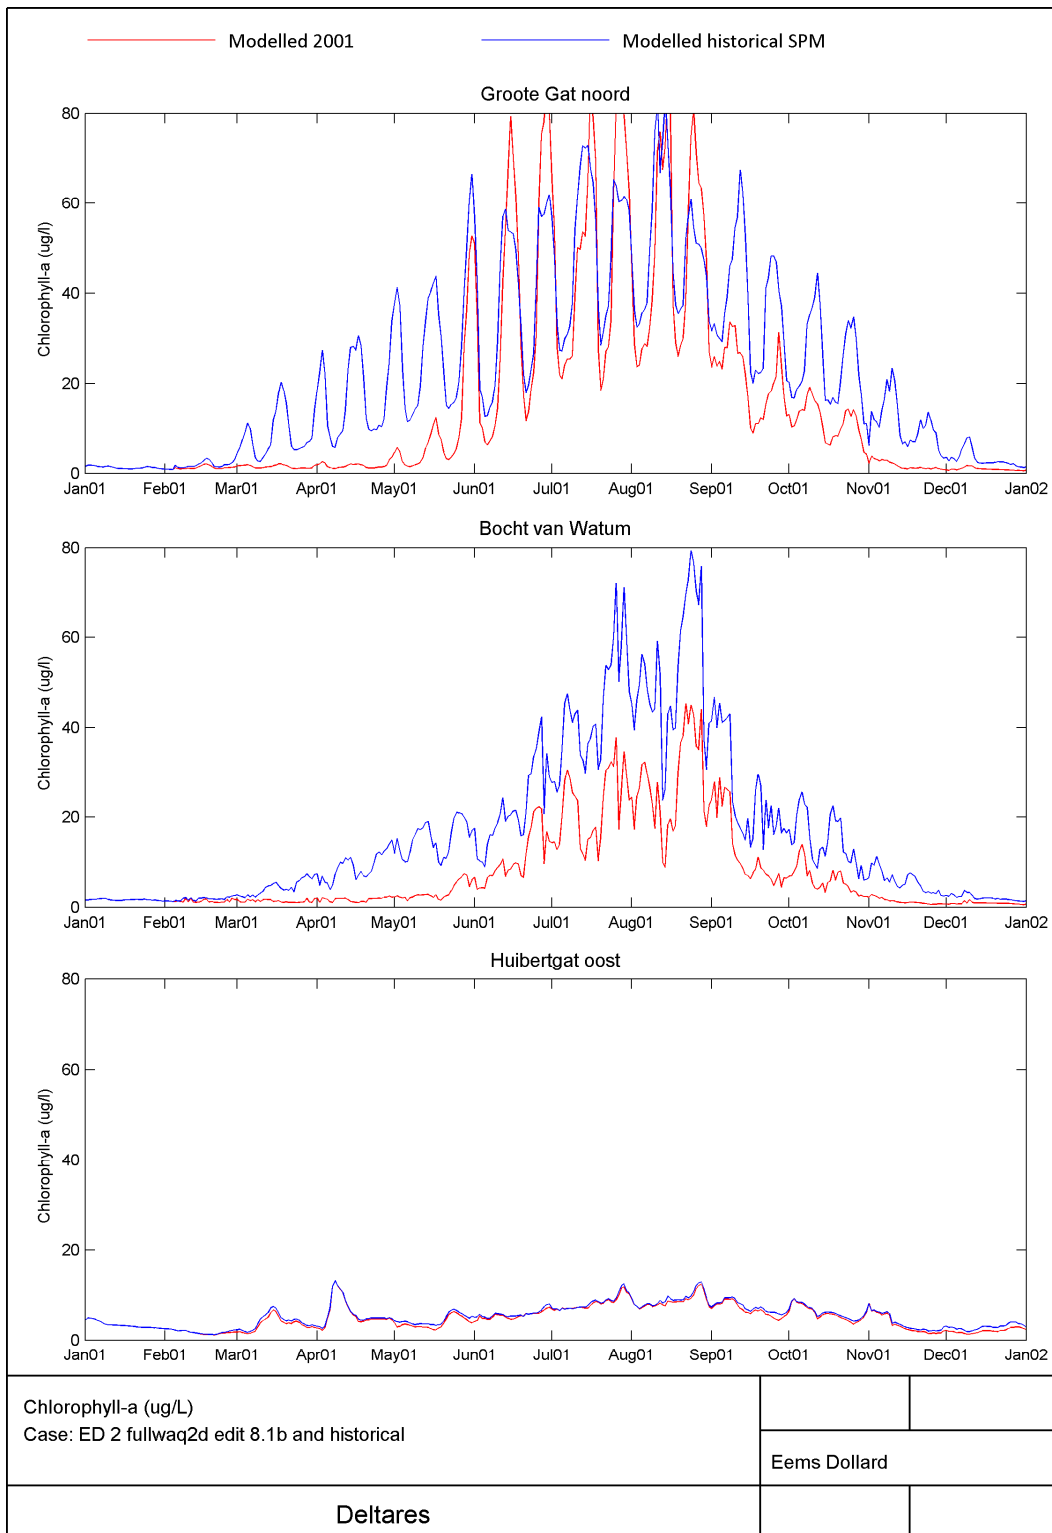 Modelled 2001 Modelled historical SPM
Groote Gat noord
80
60
40
20
0
Chlorophyll-a (ug/l)
Jan01 Feb01 Mar01 Apr01 May01 Jun01 Jul01 Aug01 Sep01 Oct01 Nov01 Dec01 Jan02
Bocht van Watum
80
60
40
20
0
Chlorophyll-a (ug/l)
Jan01 Feb01 Mar01 Apr01 May01 Jun01 Jul01 Aug01 Sep01 Oct01 Nov01 Dec01 Jan02
Huibertgat oost
80
60
40
20
0
Chlorophyll-a (ug/l)
Jan01 Feb01 Mar01 Apr01 May01 Jun01 Jul01 Aug01 Sep01 Oct01 Nov01 Dec01 Jan02
Chlorophyll-a (ug/L)
Case: ED 2 fullwaq2d edit 8.1b and historical
Eems Dollard
Deltares